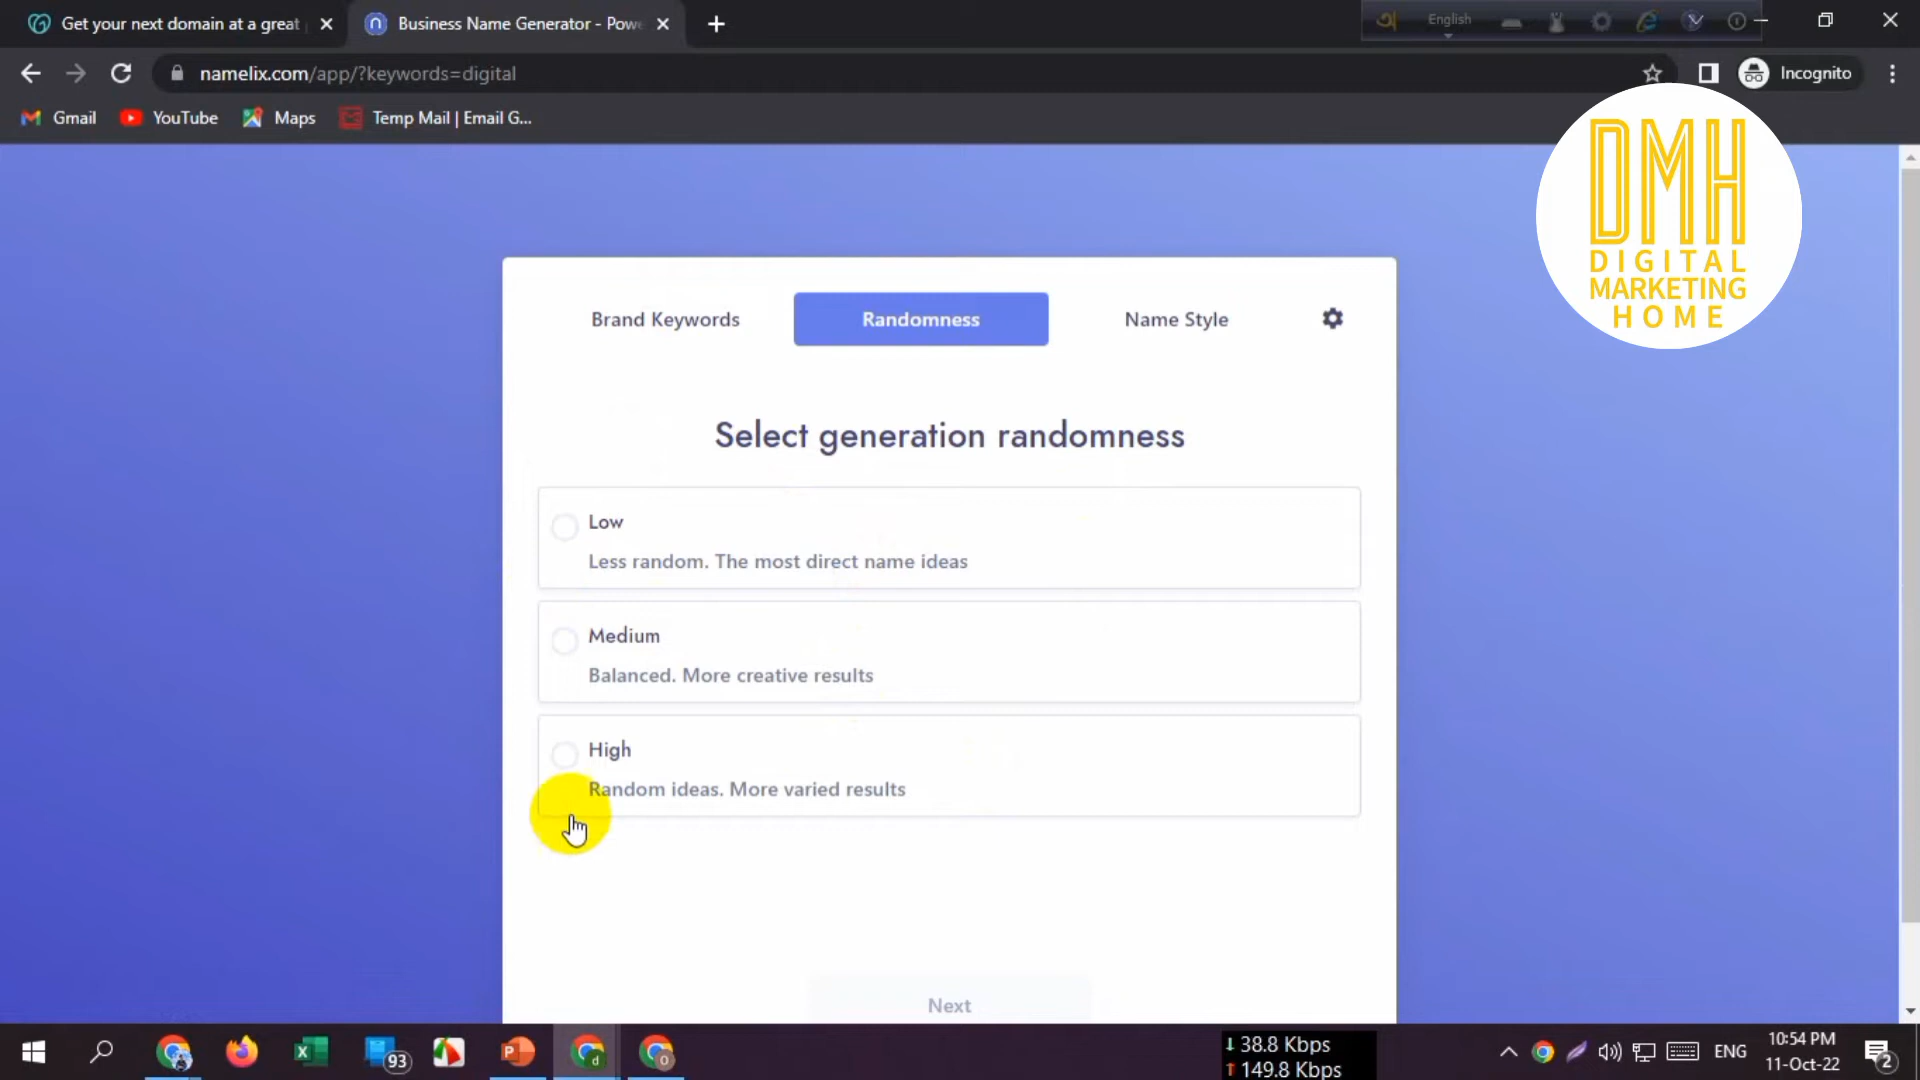 Get your next domain at a great
Business Name Generator - Powe
English
namelix.com/app/?keywords=digital
Incognito
Gmail
YouTube
Maps
Temp Mail | Email G...
DMH
DIGITAL
MARKETING
HOME
Brand Keywords
Randomness
Name Style
Select generation randomness
Low
Less random. The most direct name ideas
Medium
Balanced. More creative results
High
Random ideas. More varied results
Next
93
38.8 Kbps
149.8 Kbps
ENG
10:54 PM
11-Oct-22
2